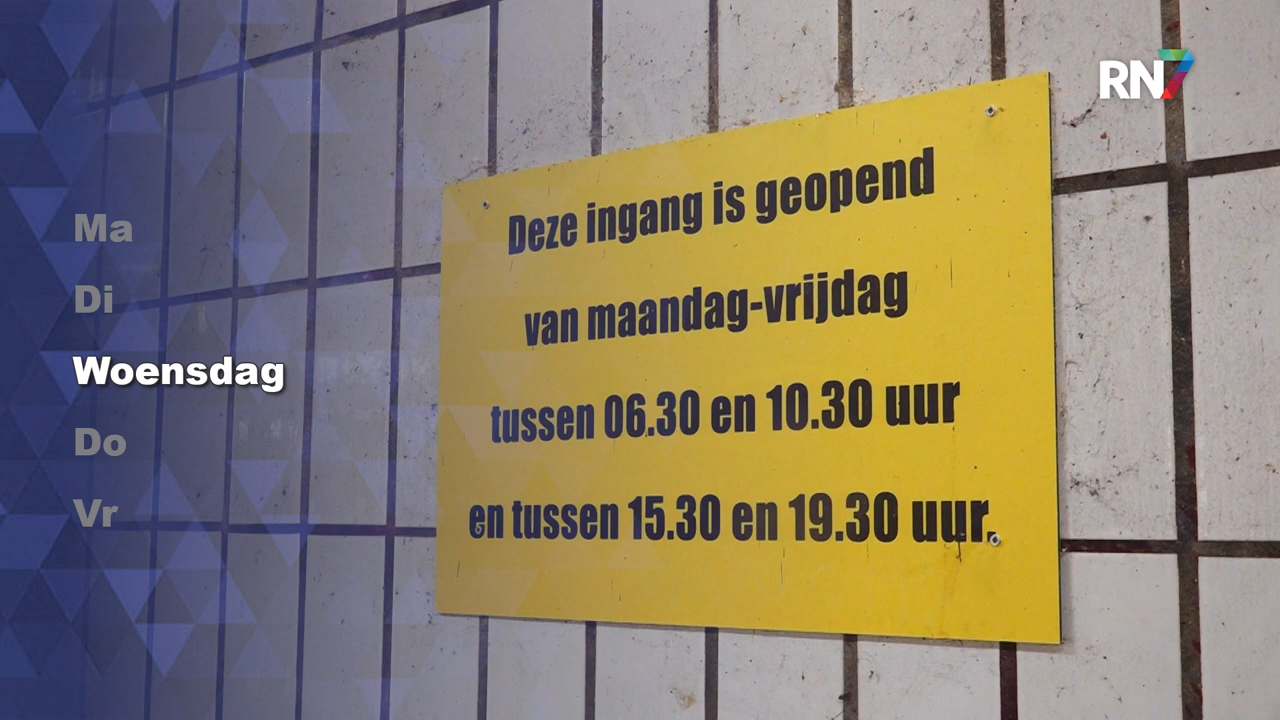 RN7
Ma
Di
Woensdag
Do
Vr
Deze ingang is geopend
van maandag-vrijdag
tussen 06.30 en 10.30 uur
en tussen 15.30 en 19.30 uur.